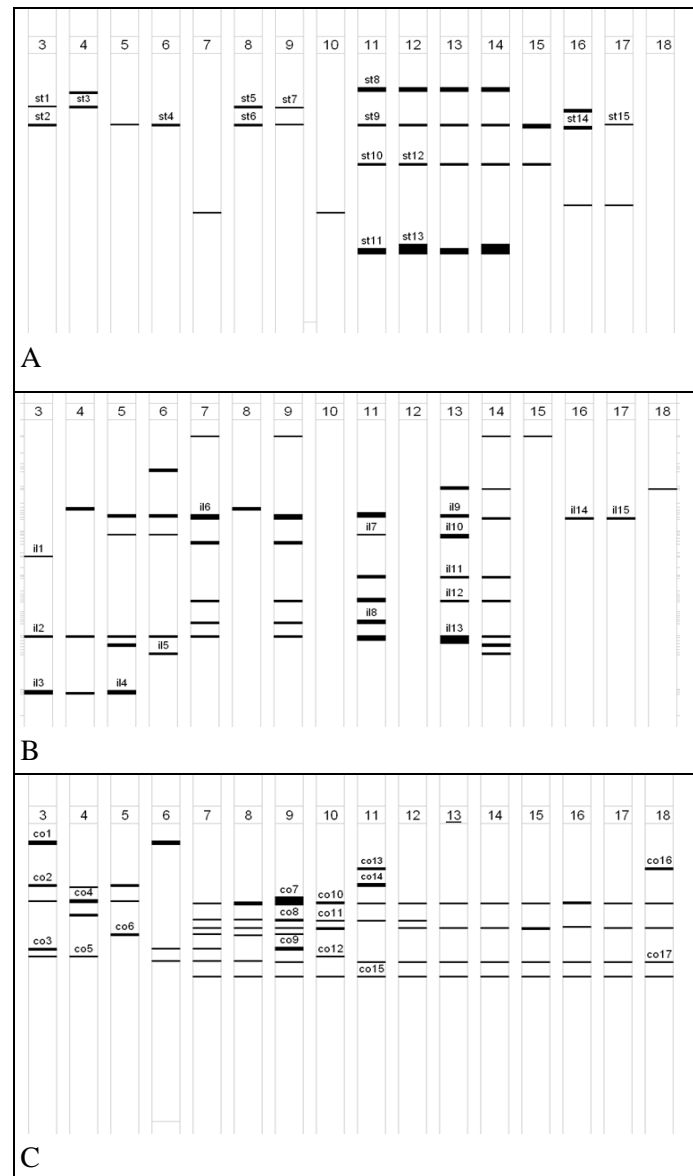 3 4 5 6 7 8 9 10 11 12 13 14 15 16 17 18
st8
st1 st3 st5 st7
st2 st4 st6 st9 st14 st15
st10 st12
st11 st13
A
3 4 5 6 7 8 9 10 11 12 13 14 15 16 17 18
il6 il9 il14 il15
il7 il10
il1
il11
il12
il8
il2 il13
il5
il3 il4
B
3 4 5 6 7 8 9 10 11 12 13 14 15 16 17 18
co1
co13 co16
co2 co14
co4 co7 co10
co8 co11
co6
co3 co5 co9 co12 co17
co15
C